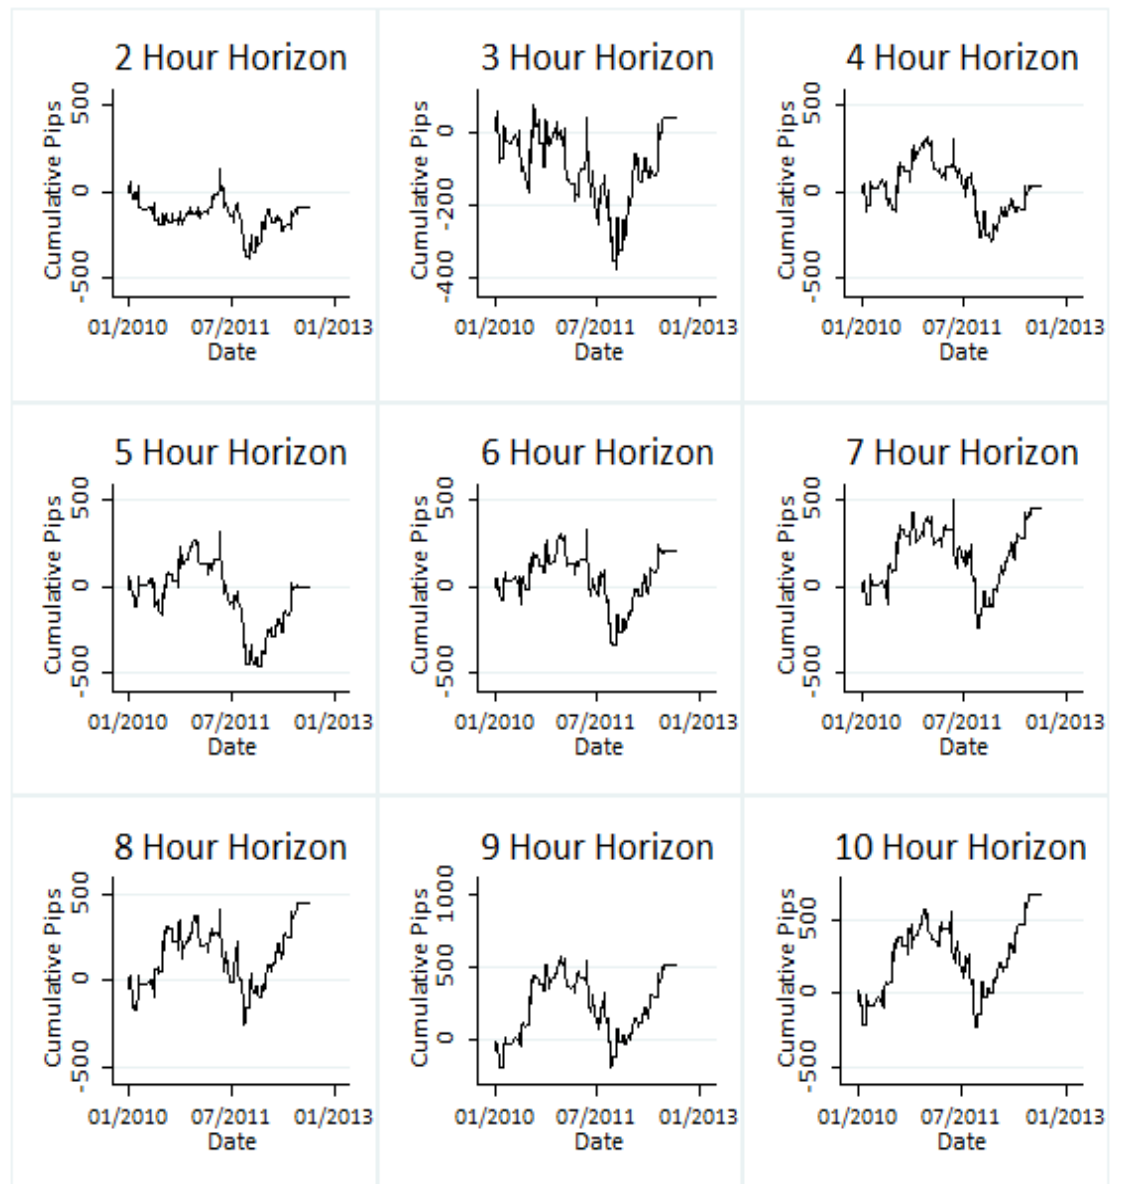 2 Hour Horizon
Cumulative Pips
500
0
-500
01/2010 07/2011 01/2013
Date
3 Hour Horizon
Cumulative Pips
0
-200
-400
01/2010 07/2011 01/2013
Date
4 Hour Horizon
Cumulative Pips
500
0
-500
01/2010 07/2011 01/2013
Date
5 Hour Horizon
Cumulative Pips
500
0
-500
01/2010 07/2011 01/2013
Date
6 Hour Horizon
Cumulative Pips
500
0
-500
01/2010 07/2011 01/2013
Date
7 Hour Horizon
Cumulative Pips
500
0
-500
01/2010 07/2011 01/2013
Date
8 Hour Horizon
Cumulative Pips
500
0
-500
01/2010 07/2011 01/2013
Date
9 Hour Horizon
Cumulative Pips
1000
500
0
01/2010 07/2011 01/2013
Date
10 Hour Horizon
Cumulative Pips
500
0
-500
01/2010 07/2011 01/2013
Date